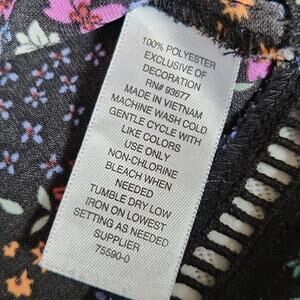 100% POLYESTER
EXCLUSIVE OF
DECORATION
RN# 93677
MADE IN VIETNAM
MACHINE WASH COLD
GENTLE CYCLE WITH
LIKE COLORS
USE ONLY
NON-CHLORINE
BLEACH WHEN
NEEDED
TUMBLE DRY LOW
IRON ON LOWEST
SETTING AS NEEDED
SUPPLIER
75590-0